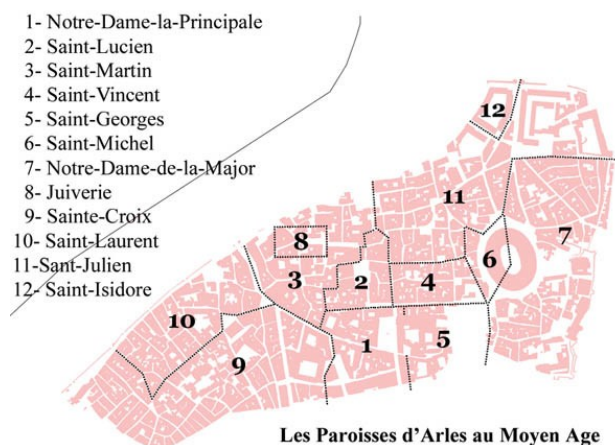 1- Notre-Dame-la-Principale
2- Saint-Lucien
3- Saint-Martin
4- Saint-Vincent
5- Saint-Georges
6- Saint-Michel
7- Notre-Dame-de-la-Major
8- Juiverie
9- Sainte-Croix
10- Saint-Laurent
11-Sant-Julien
12- Saint-Isidore
12
11
7
8
6
3
2
4
10
1
5
9
Les Paroisses d'Arles au Moyen Age